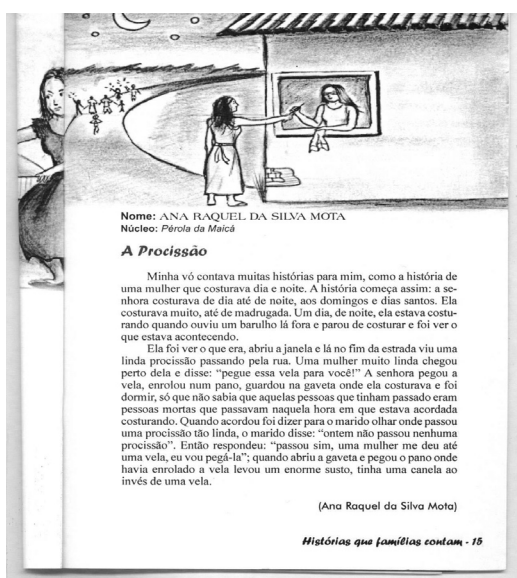 Nome: ANA RAQUEL DA SILVA MOTA
Núcleo: Pérola da Maicá
A Procissão
Minha vó contava muitas histórias para mim, como a história de
uma mulher que costurava dia e noite. A história começa assim: a se-
nhora costurava de dia até de noite, aos domingos e dias santos. Ela
costurava muito, até de madrugada. Um dia, de noite, ela estava costu-
rando quando ouviu um barulho lá fora e parou de costurar e foi ver o
que estava acontecendo.
Ela foi ver o que era, abriu a janela e lá no fim da estrada viu uma
linda procissão passando pela rua. Uma mulher muito linda chegou
perto dela e disse: “pegue essa vela para você!” A senhora pegou a
vela, enrolou num pano, guardou na gaveta onde ela costurava e foi
dormir, só que não sabia que aquelas pessoas que tinham passado eram
pessoas mortas que passavam naquela hora em que estava acordada
costurando. Quando acordou foi dizer para o marido olhar onde passou
uma procissão tão linda, o marido disse: “ontem não passou nenhuma
procissão”. Então respondeu: “passou sim, uma mulher me deu até
uma vela, eu vou pegá-la”; quando abriu a gaveta e pegou o pano onde
havia enrolado a vela levou um enorme susto, tinha uma canela ao
invés de uma vela.
(Ana Raquel da Silva Mota)
Histórias que famílias contam - 15